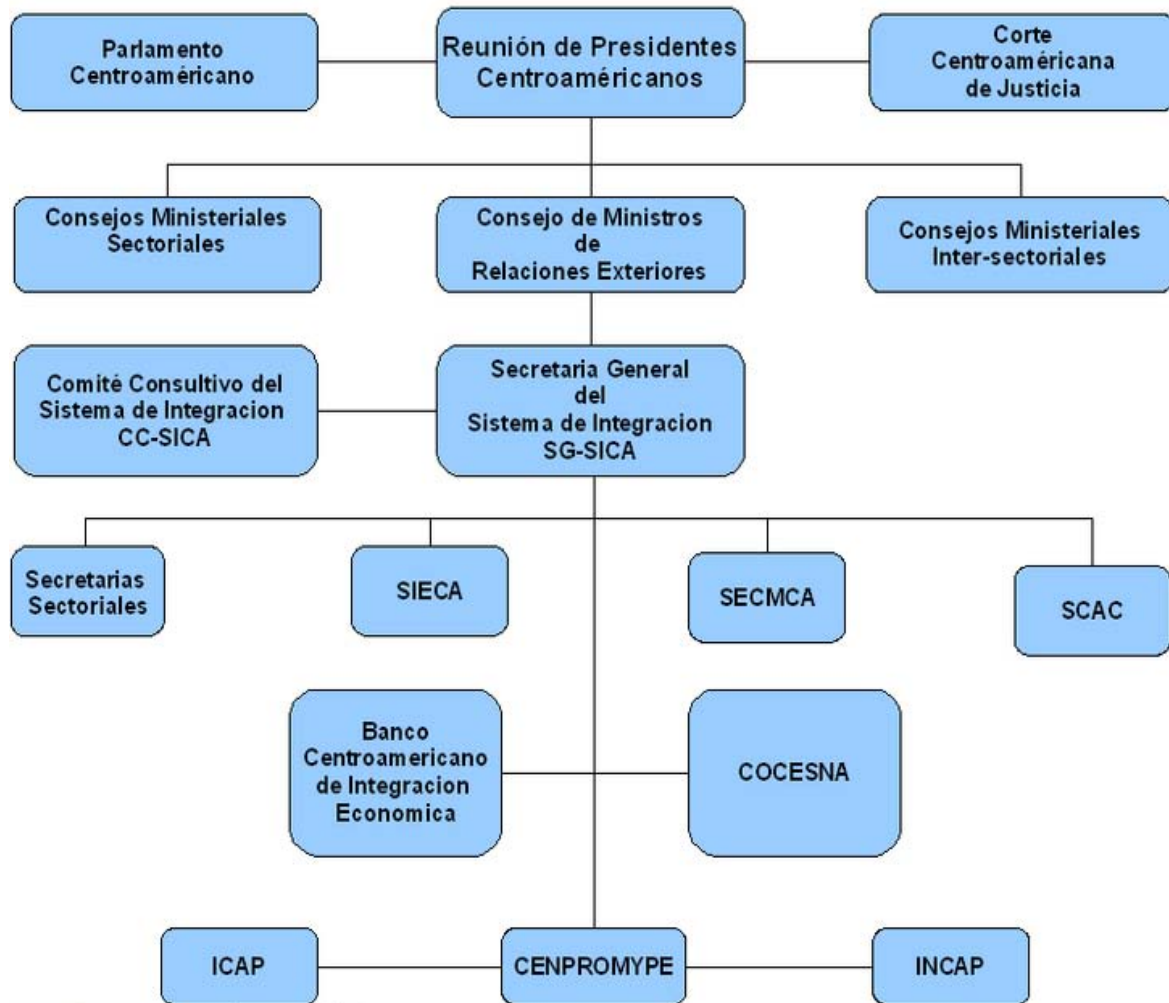 Parlamento
Centroaméricano
Reunión de Presidentes
Centroaméricanos
Corte
Centroaméricana
de Justicia
Consejos Ministeriales
Sectoriales
Consejo de Ministros
de
Relaciones Exteriores
Consejos Ministeriales
Inter-sectoriales
Comité Consultivo del
Sistema de Integracion
CC-SICA
Secretaria General
del
Sistema de Integracion
SG-SICA
Secretarias
Sectoriales
SIECA
SECMCA
SCAC
Banco
Centroamericano
de Integracion
Economica
COCESNA
ICAP
CENPROMYPE
INCAP